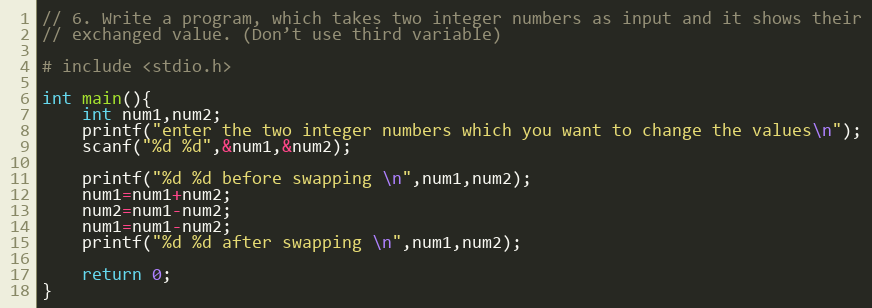 1 // 6. Write a program, which takes two integer numbers as input and it shows their
2 // exchanged value. (Don’t use third variable)
3
4 # include <stdio.h>
5
6 int main(){
7     int num1,num2;
8     printf("enter the two integer numbers which you want to change the values\n");
9     scanf("%d %d",&num1,&num2);
10
11     printf("%d %d before swapping \n",num1,num2);
12     num1=num1+num2;
13     num2=num1-num2;
14     num1=num1-num2;
15     printf("%d %d after swapping \n",num1,num2);
16
17     return 0;
18 }